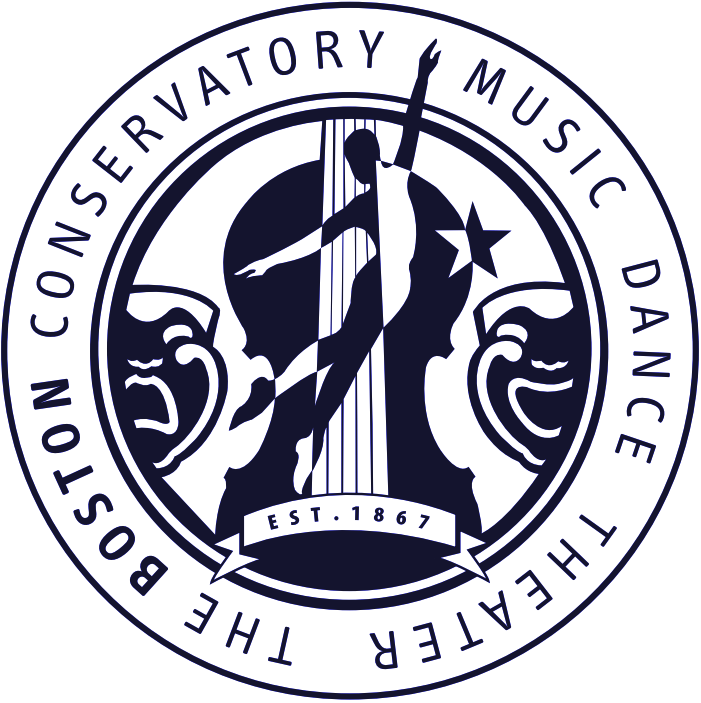 THE BOSTON CONSERVATORY MUSIC DANCE THEATER
EST.1867